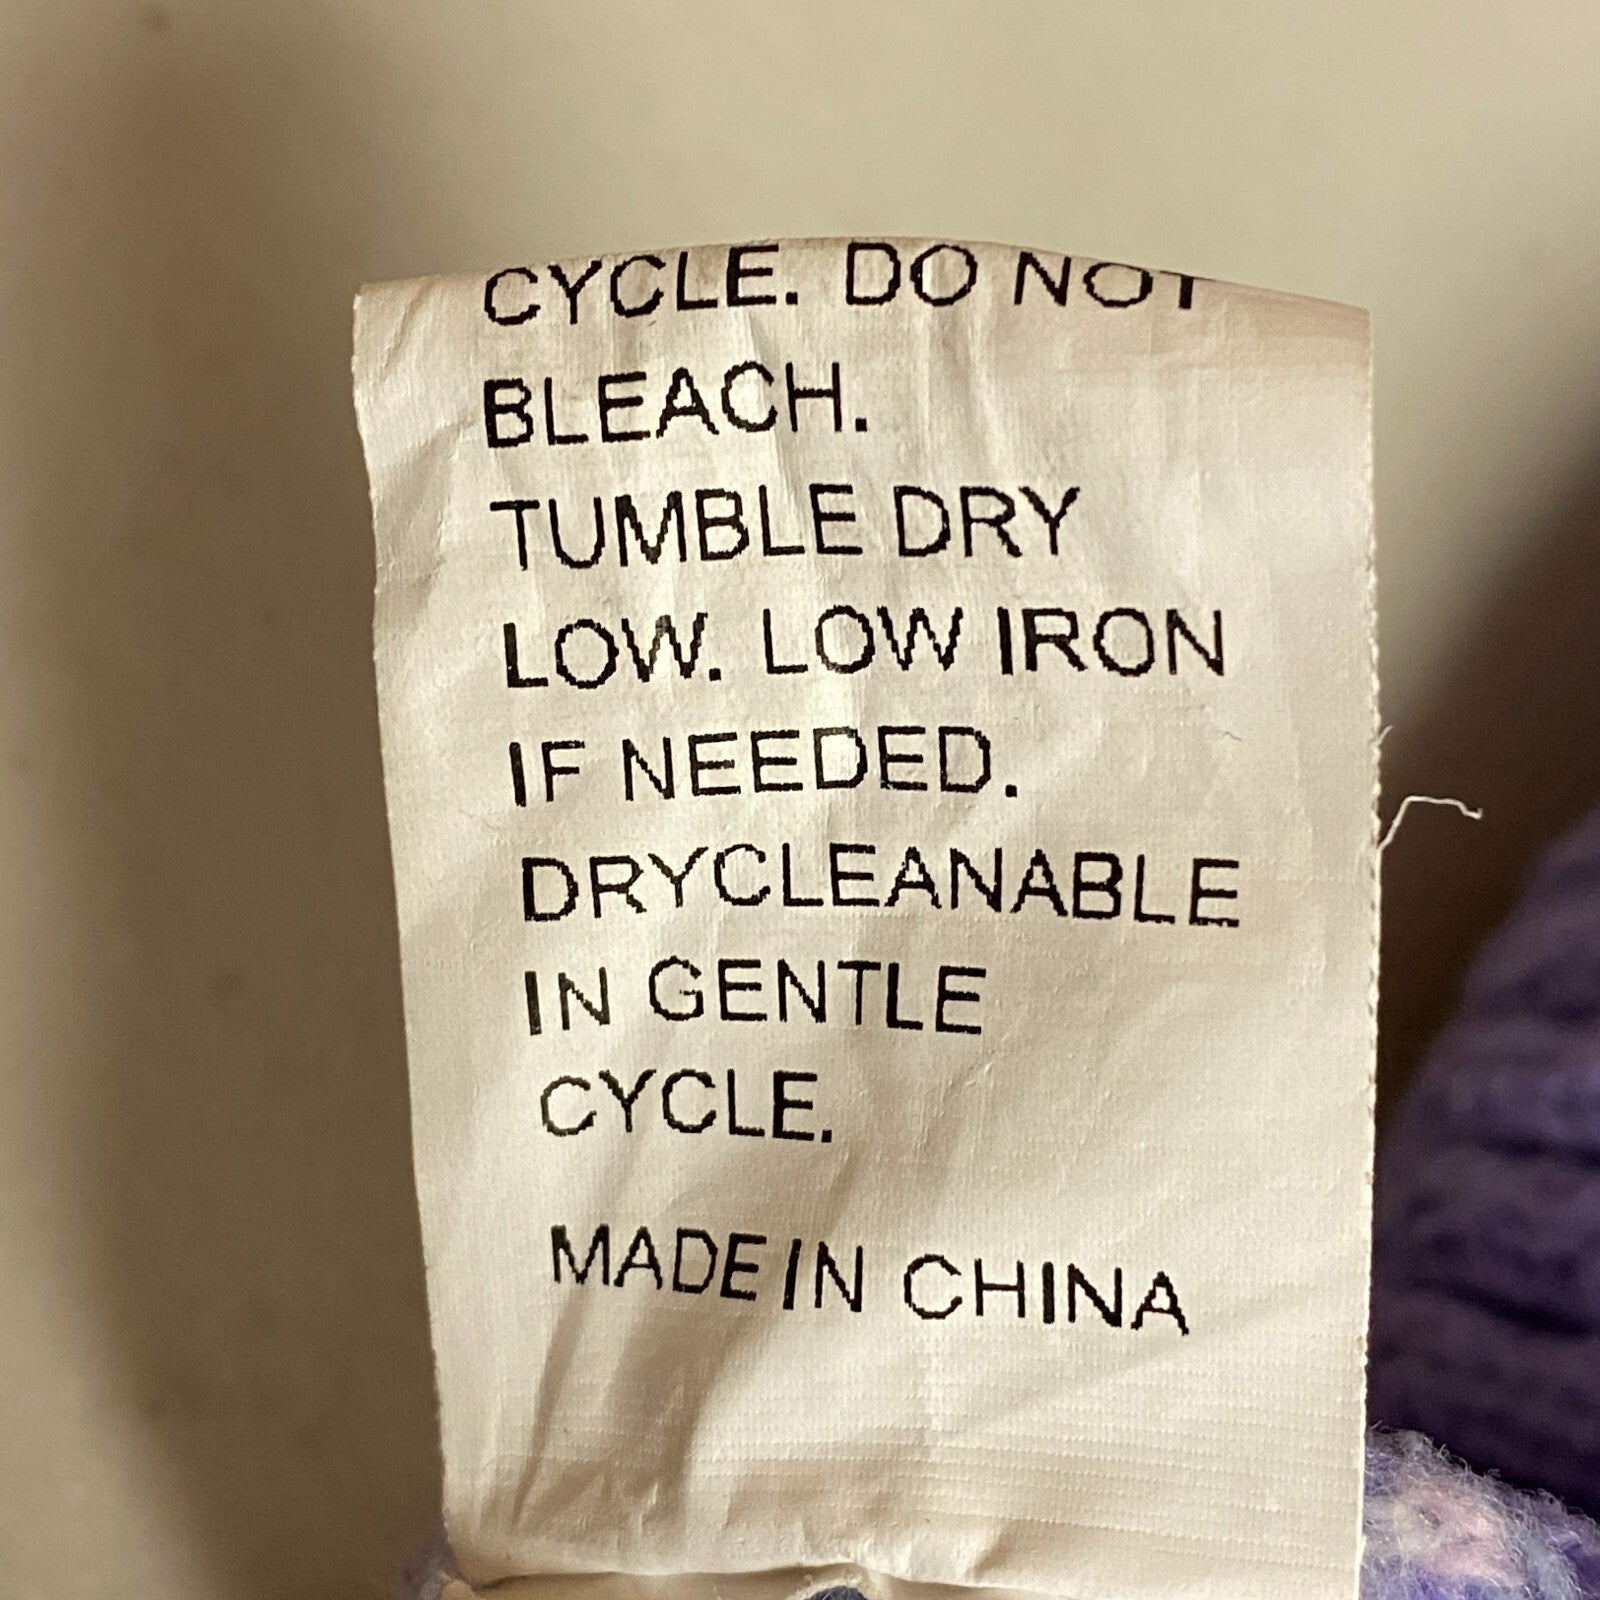 CYCLE. DO NOT
BLEACH.
TUMBLE DRY
LOW. LOW IRON
IF NEEDED.
DRYCLEANABLE
IN GENTLE
CYCLE.
MADE IN CHINA